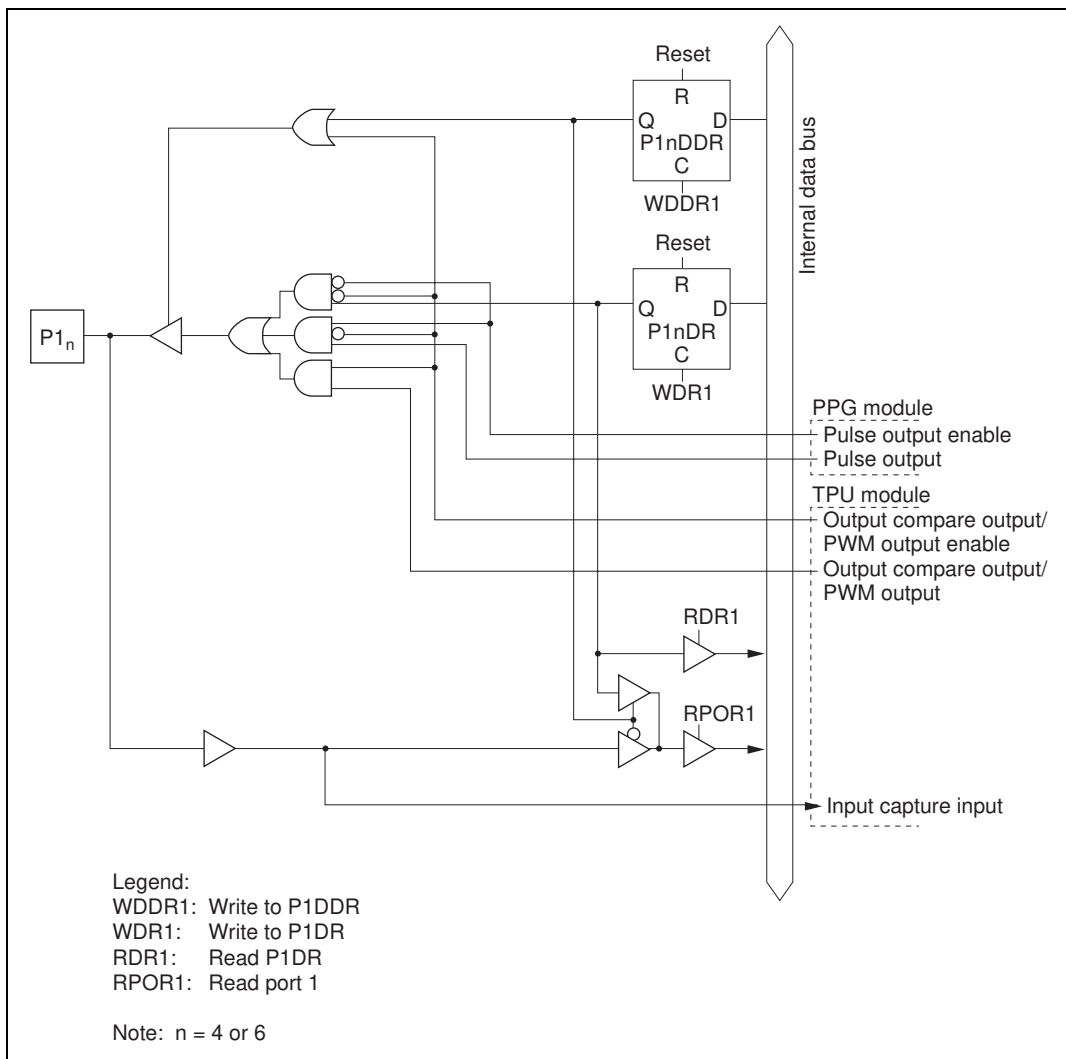 Reset
R
Q D
P1nDDR
C
WDDR1
Internal data bus
Reset
R
Q D
P1nDR
C
WDR1
P1n
PPG module
Pulse output enable
Pulse output
TPU module
Output compare output/
PWM output enable
Output compare output/
PWM output
RDR1
RPOR1
Input capture input
Legend:
WDDR1: Write to P1DDR
WDR1: Write to P1DR
RDR1: Read P1DR
RPOR1: Read port 1
Note: n = 4 or 6